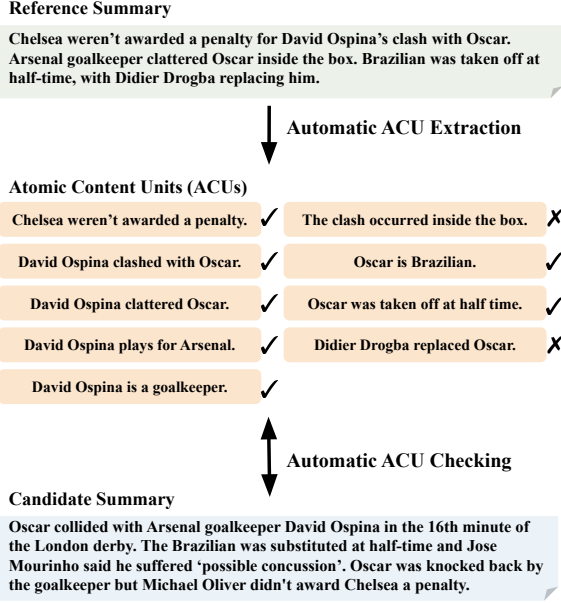 Reference Summary
Chelsea weren’t awarded a penalty for David Ospina’s clash with Oscar.
Arsenal goalkeeper clattered Oscar inside the box. Brazilian was taken off at
half-time, with Didier Drogba replacing him.
Automatic ACU Extraction
Atomic Content Units (ACUs)
Chelsea weren’t awarded a penalty. ✓
The clash occurred inside the box. ✗
David Ospina clashed with Oscar. ✓
Oscar is Brazilian. ✓
David Ospina clattered Oscar. ✓
Oscar was taken off at half time. ✓
David Ospina plays for Arsenal. ✓
Didier Drogba replaced Oscar. ✗
David Ospina is a goalkeeper. ✓
Automatic ACU Checking
Candidate Summary
Oscar collided with Arsenal goalkeeper David Ospina in the 16th minute of
the London derby. The Brazilian was substituted at half-time and Jose
Mourinho said he suffered ‘possible concussion’. Oscar was knocked back by
the goalkeeper but Michael Oliver didn't award Chelsea a penalty.